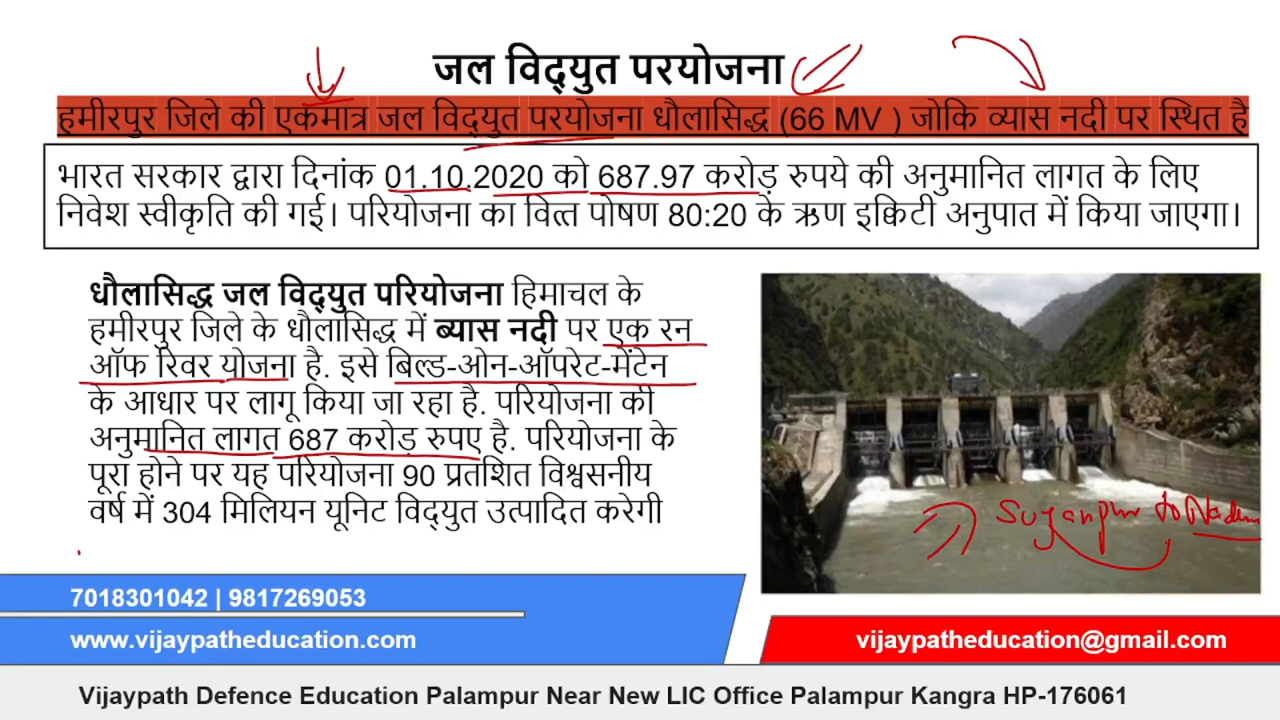 जल विद्युत परयोजना
हमीरपुर जिले की एकमात्र जल विद्युत परयोजना धौलासिद्ध (66 MV ) जोकि व्यास नदी पर स्थित है
भारत सरकार द्वारा दिनांक 01.10.2020 को 687.97 करोड़ रुपये की अनुमानित लागत के लिए
निवेश स्वीकृति की गई। परियोजना का वित्त पोषण 80:20 के ऋण इक्विटी अनुपात में किया जाएगा।
धौलासिद्ध जल विद्युत परियोजना हिमाचल के
हमीरपुर जिले के धौलासिद्ध में ब्यास नदी पर एक रन
ऑफ रिवर योजना है. इसे बिल्ड-ओन-ऑपरेट-मेंटेन
के आधार पर लागू किया जा रहा है. परियोजना की
अनुमानित लागत 687 करोड़ रुपए है. परियोजना के
पूरा होने पर यह परियोजना 90 प्रतशित विश्वसनीय
वर्ष में 304 मिलियन यूनिट विद्युत उत्पादित करेगी
Sujanpur to
7018301042 | 9817269053
www.vijaypatheducation.com
vijaypatheducation@gmail.com
Vijaypath Defence Education Palampur Near New LIC Office Palampur Kangra HP-176061